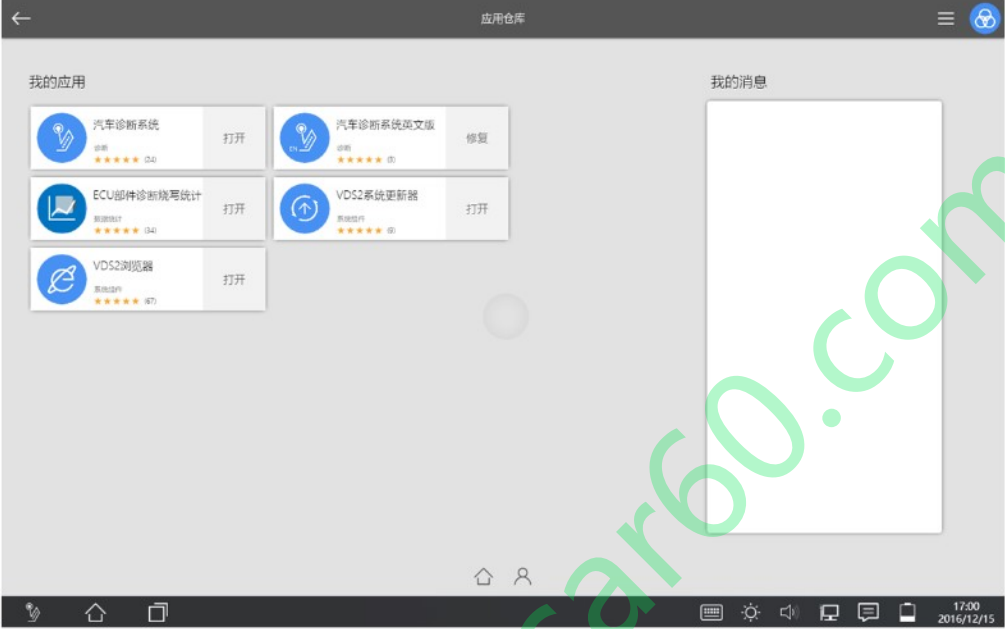 应用仓库
我的应用
我的消息
汽车诊断系统
诊断
(24)
打开
汽车诊断系统英文版
诊断
修复
ECU部件诊断烧写统计
数据统计
(34)
打开
VDS2系统更新器
系统组件
打开
VDS2浏览器
系统组件
(67)
打开
17:00
2016/12/15
car60.com